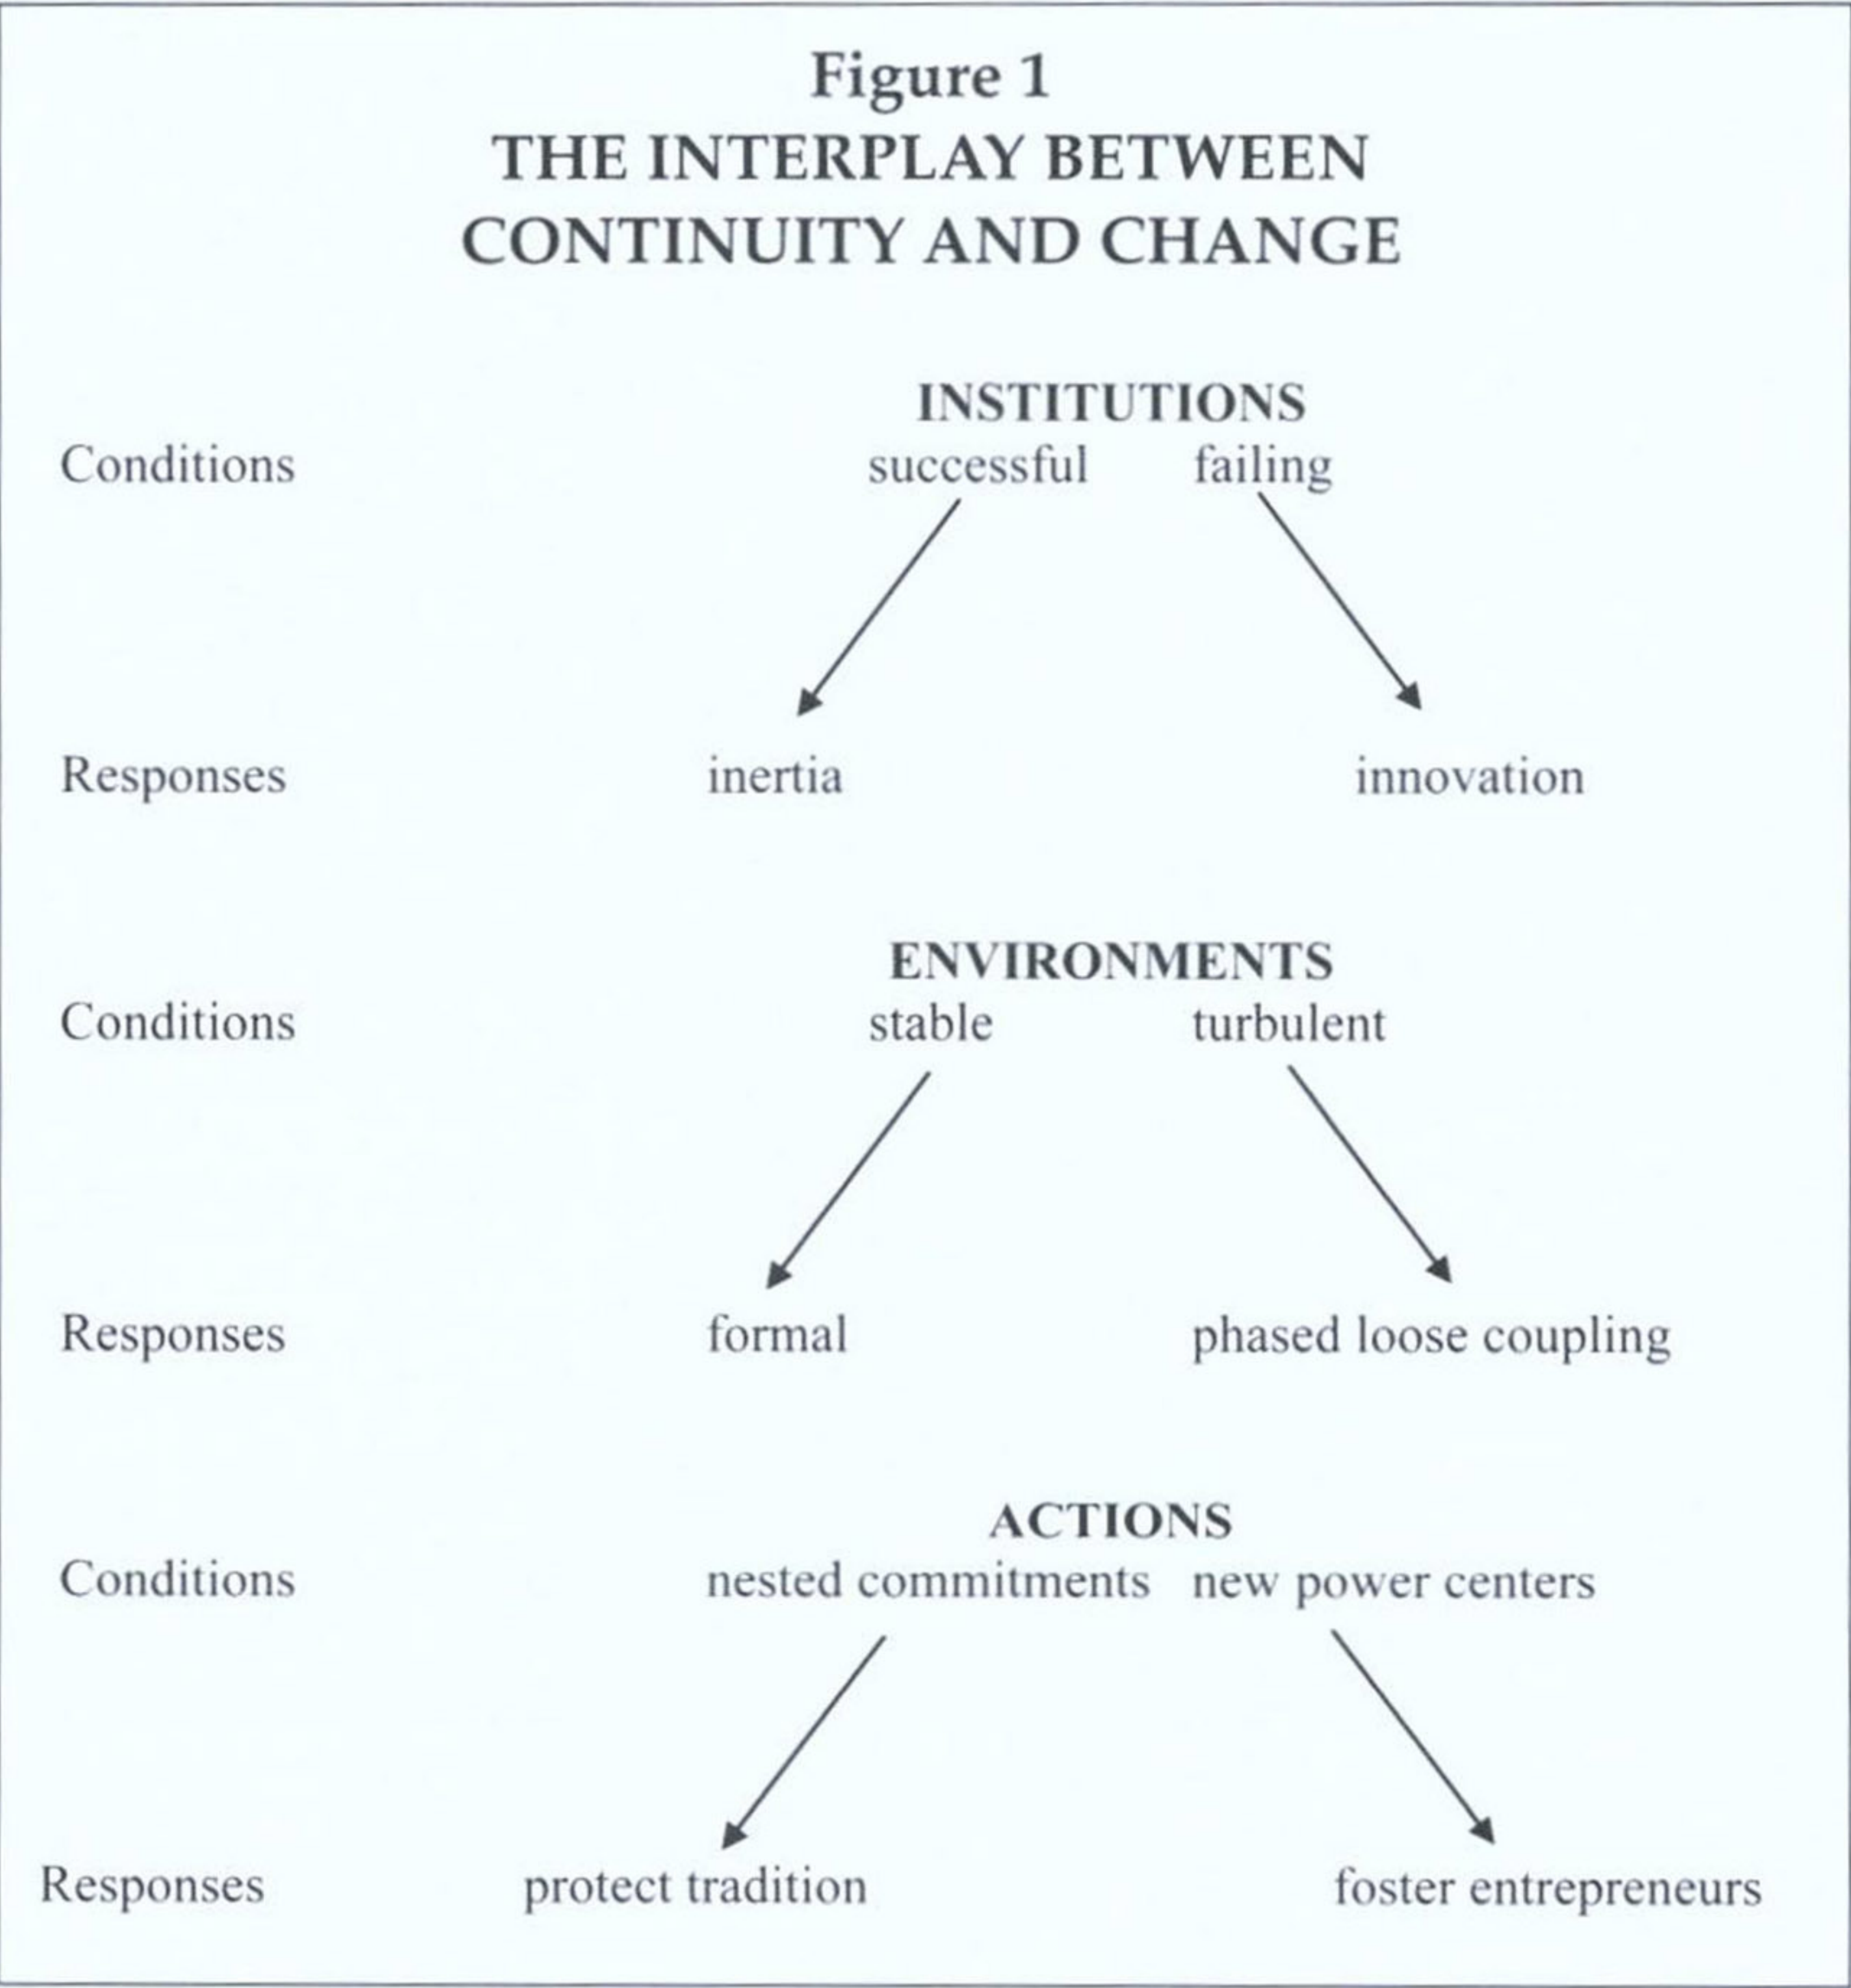 Figure 1
THE INTERPLAY BETWEEN
CONTINUITY AND CHANGE
INSTITUTIONS
Conditions successful failing
Responses inertia innovation
ENVIRONMENTS
Conditions stable turbulent
Responses formal phased loose coupling
ACTIONS
Conditions nested commitments new power centers
Responses protect tradition foster entrepreneurs